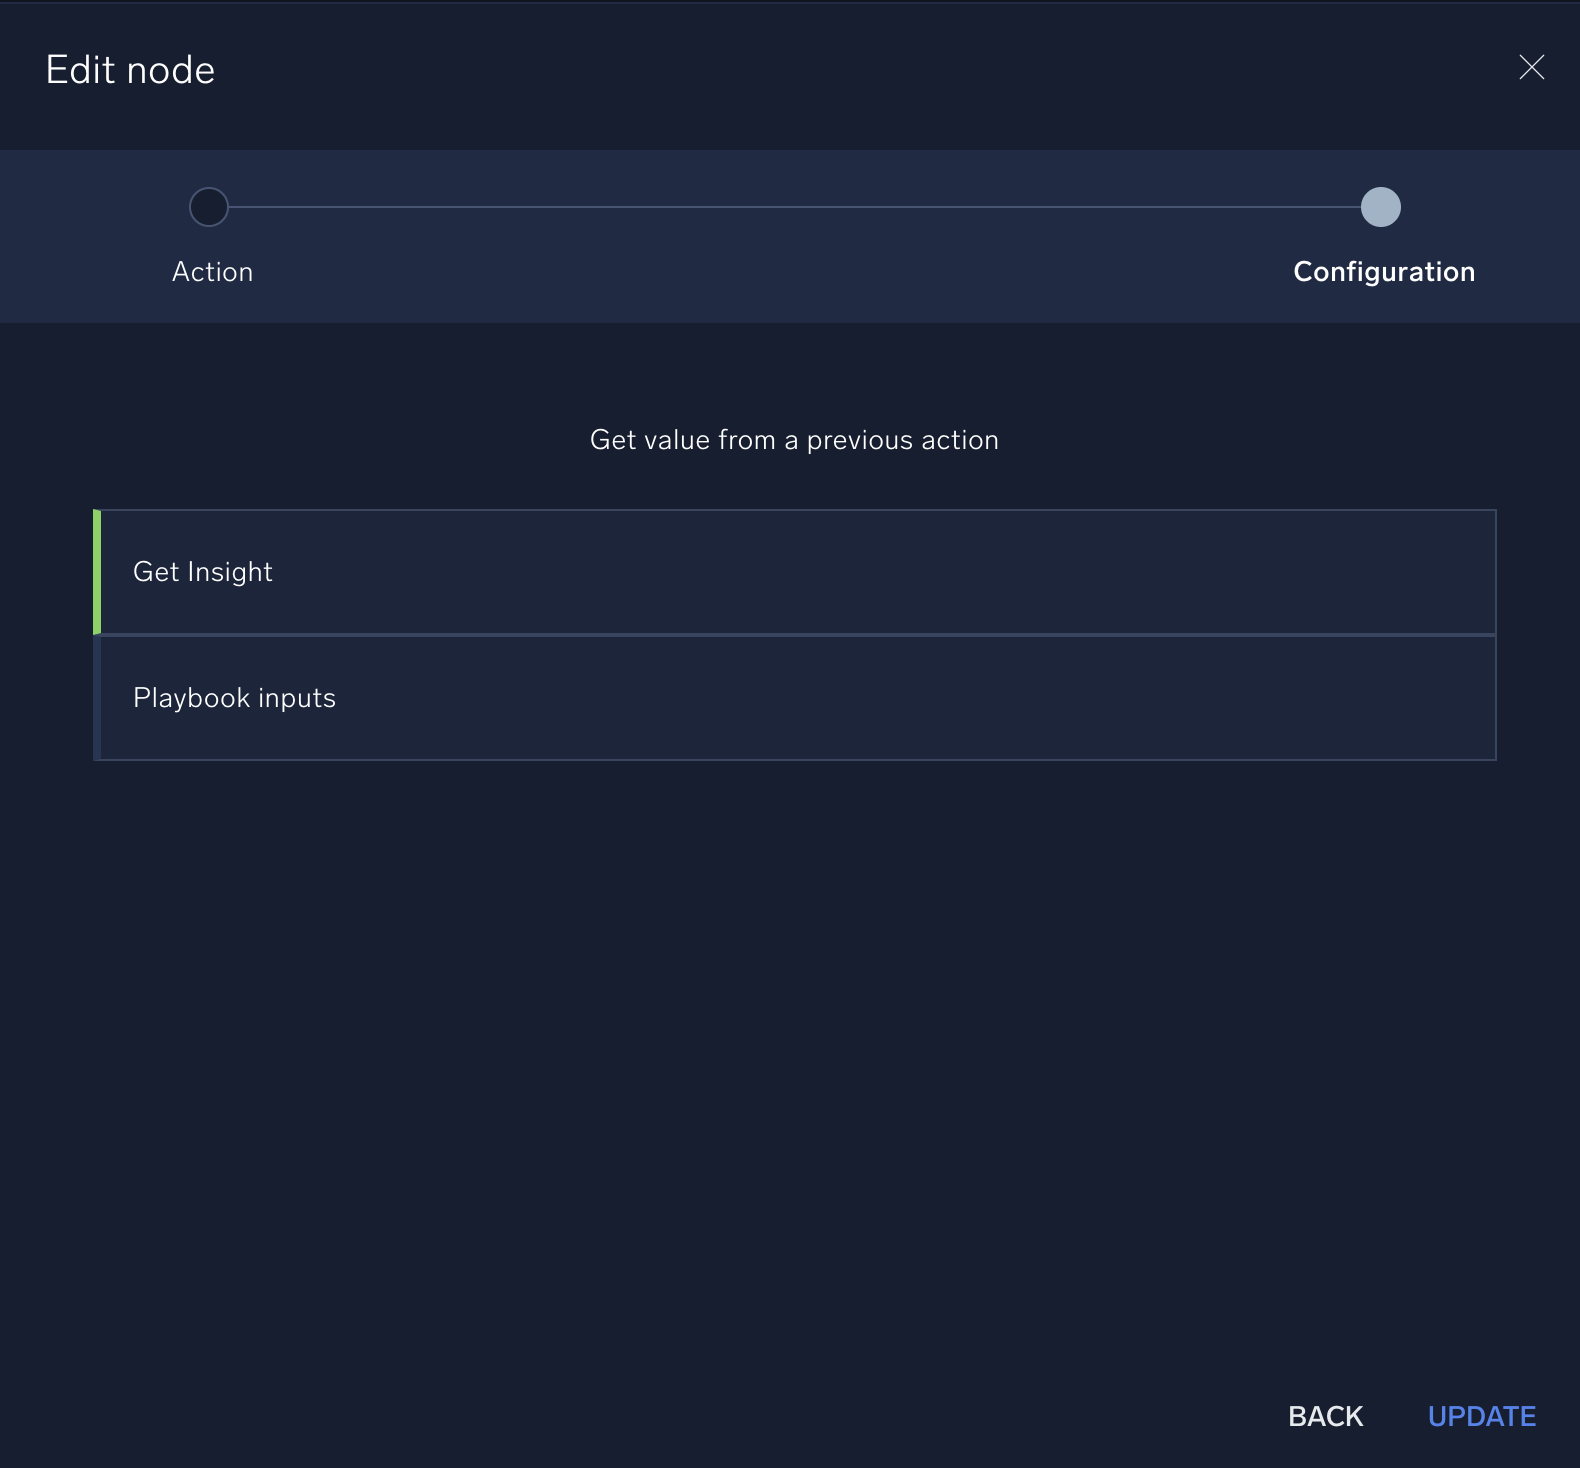 Edit node
Action
Configuration
Get value from a previous action
Get Insight
Playbook inputs
BACK UPDATE